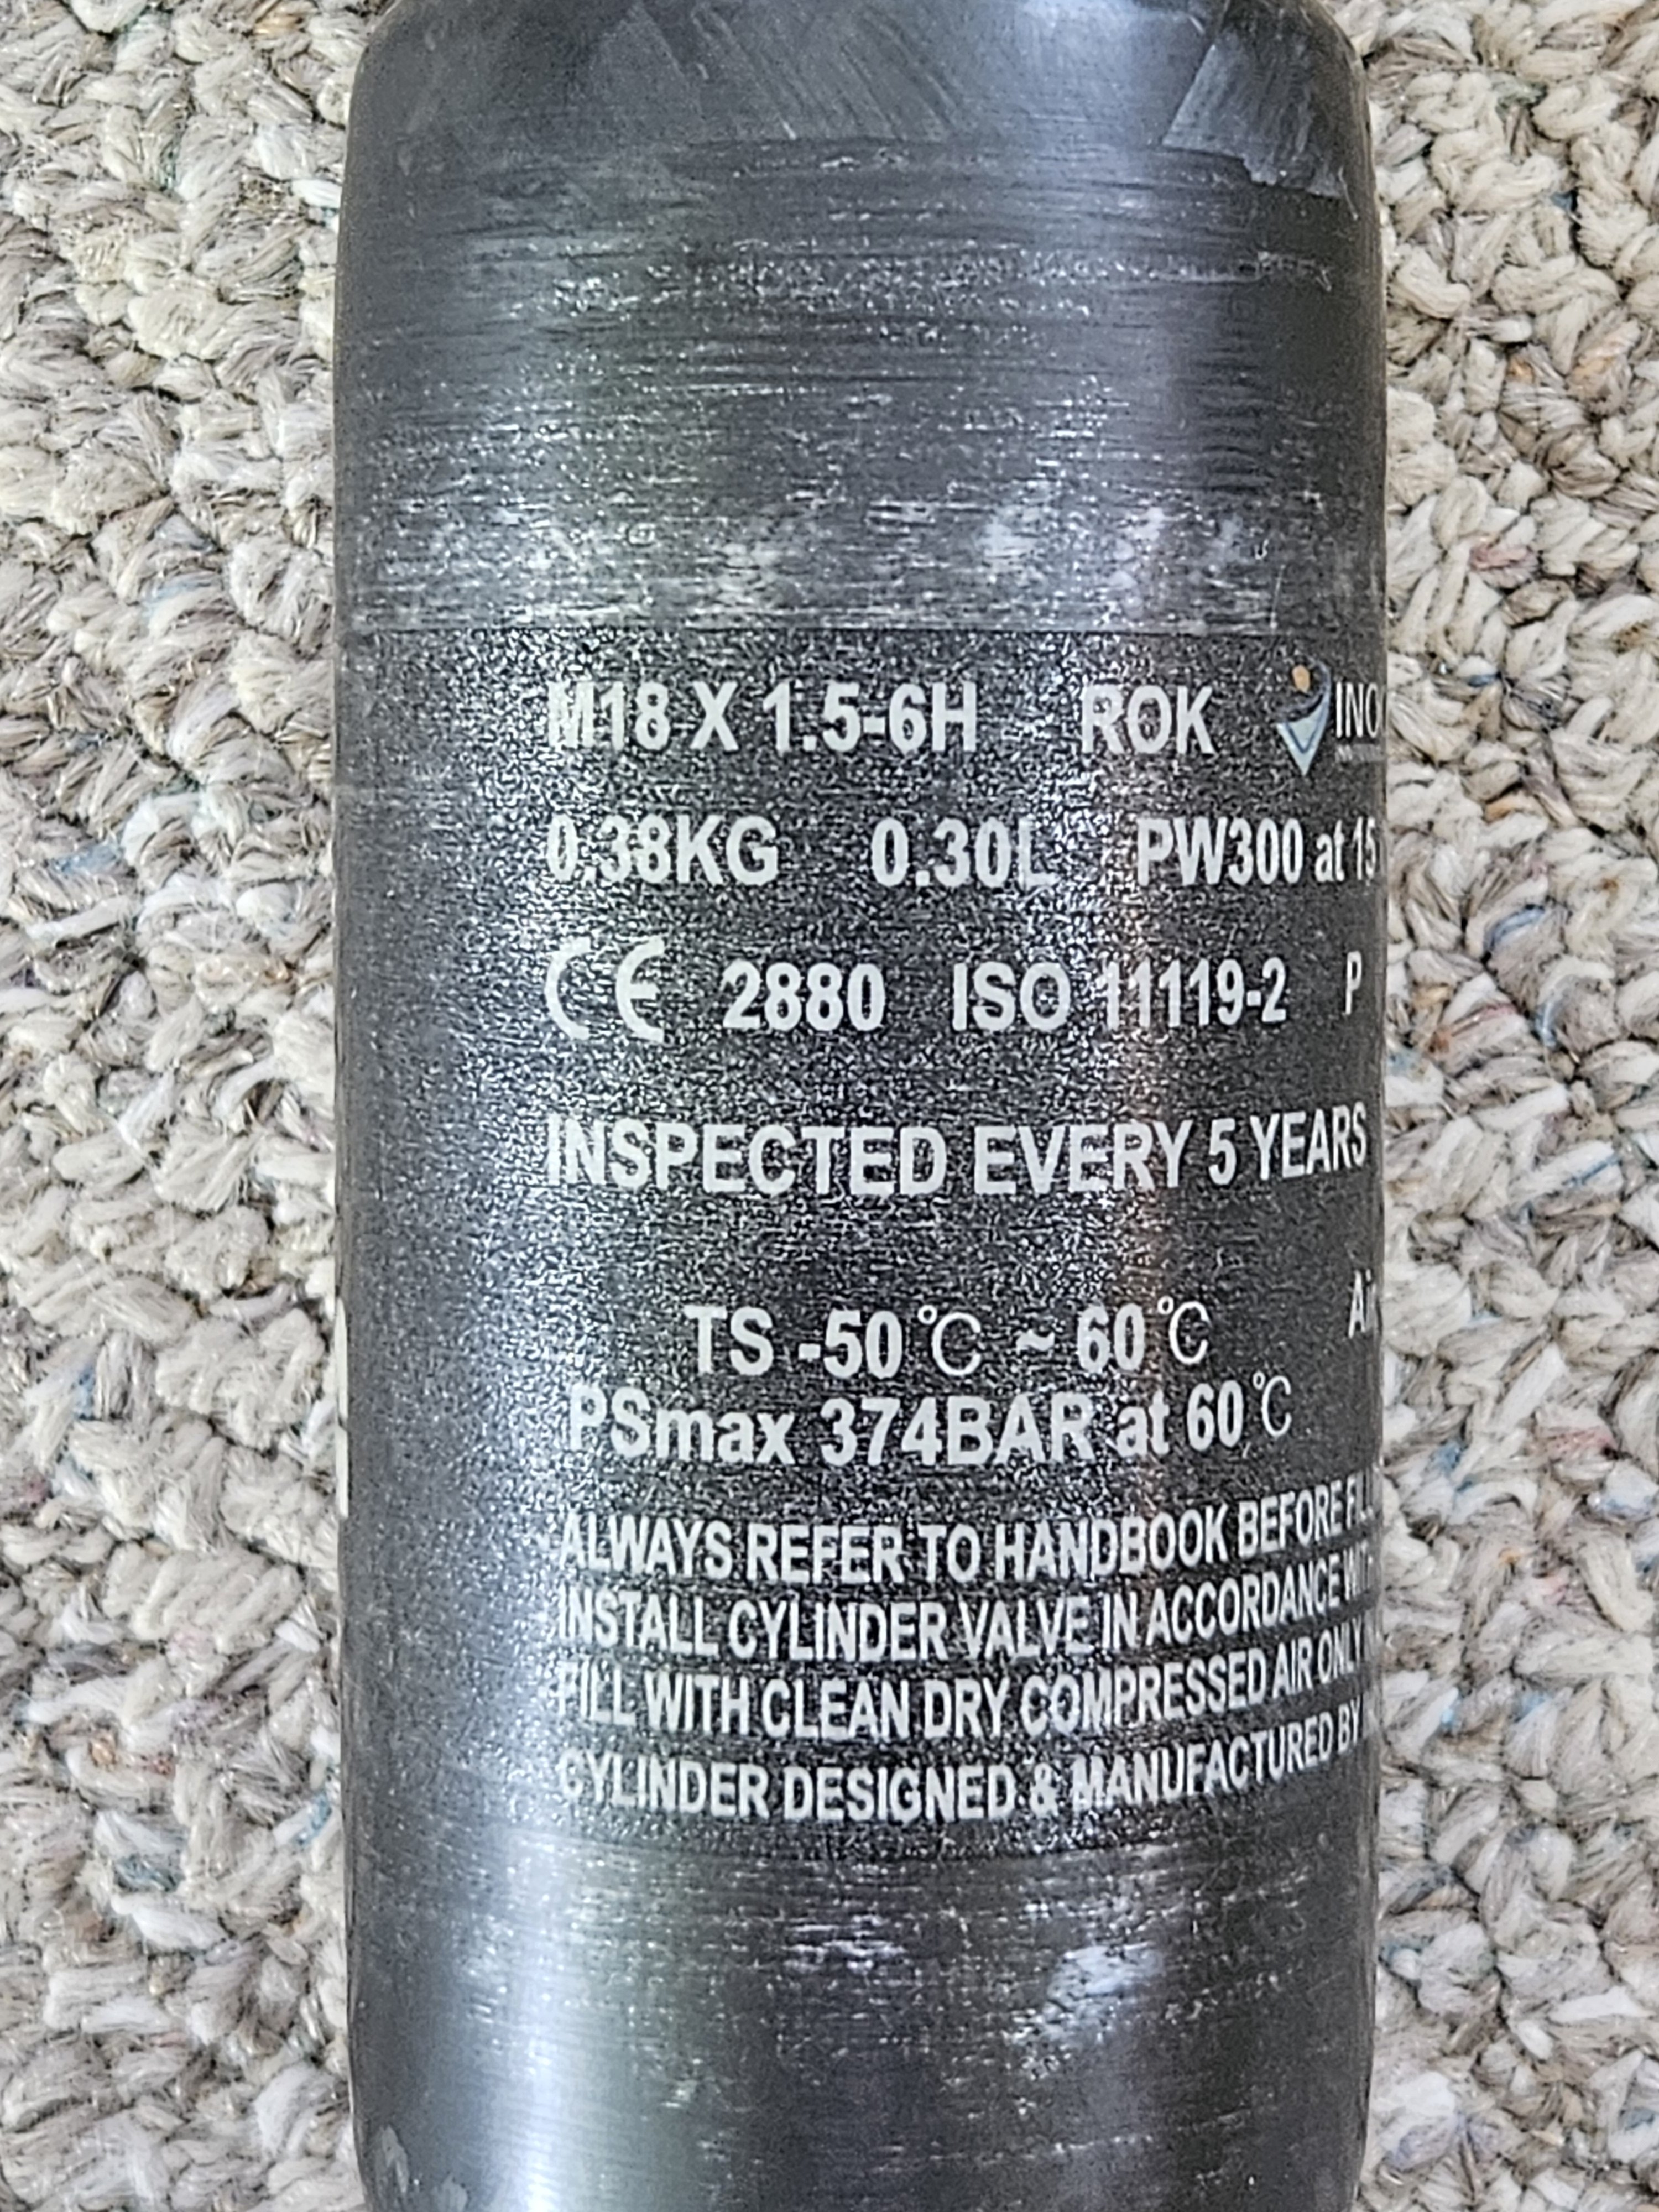 M18 X 1.5-6H ROK
0.38KG 0.30L PW300 at 15
CE 2880 ISO 11119-2 P
INSPECTED EVERY 5 YEARS
TS -50℃ ~ 60℃
PSmax 374BAR at 60℃
ALWAYS REFER TO HANDBOOK BEFORE
INSTALL CYLINDER VALVE IN ACCORDANCE
FILL WITH CLEAN DRY COMPRESSED AIR ONLY
CYLINDER DESIGNED & MANUFACTURED BY